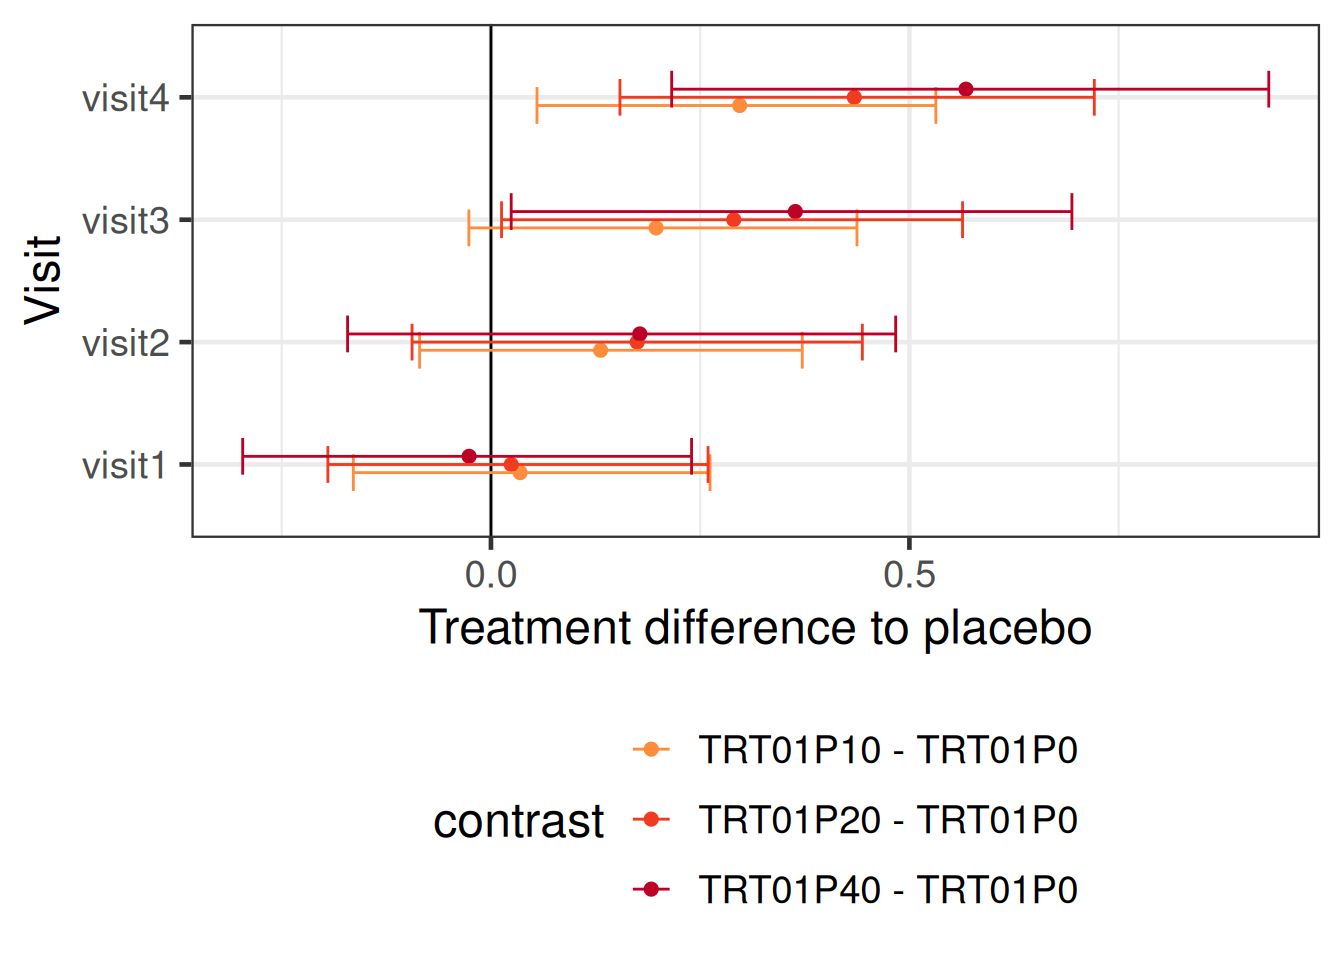 visit4
visit3
visit2
visit1
Visit
0.0
0.5
Treatment difference to placebo
contrast
TRT01P10 - TRT01P0
TRT01P20 - TRT01P0
TRT01P40 - TRT01P0